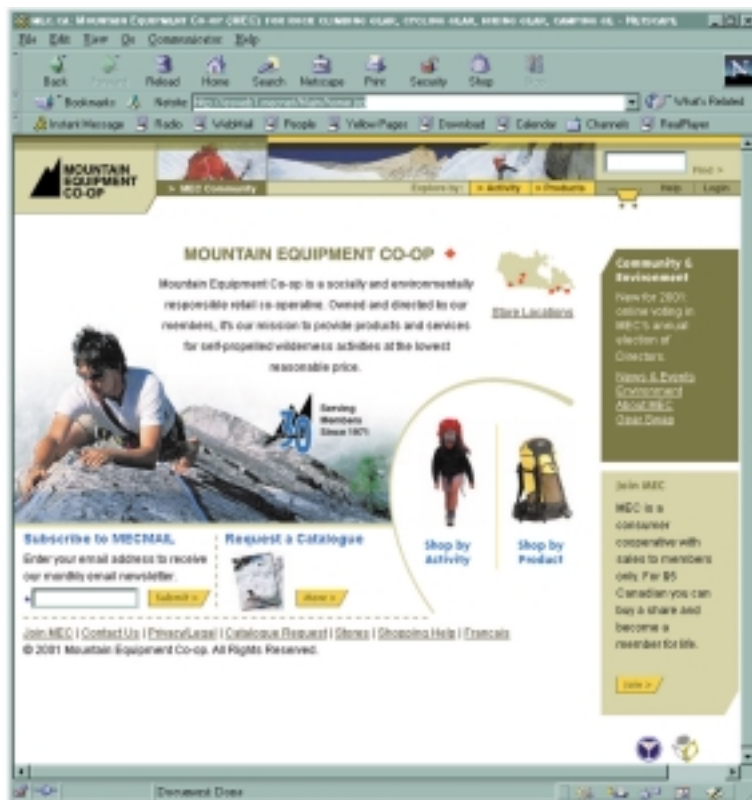 MEC.CA: MOUNTAIN EQUIPMENT CO-OP (MEC) FOR ROCK CLIMBING GEAR, CYCLING GEAR, HIKING GEAR, CAMPING GE - NETSCAPE
File Edit View Go Communicator Help
Back Forward Reload Home Search Netscape Print Security Shop Stop
Bookmarks Netsite: What's Related
Instant Message Radio WebMail People Yellow Pages Download Calendar Channels RealPlayer
MOUNTAIN
EQUIPMENT
CO-OP
> MEC Community Explore by: > Activity > Products Help Login
Find >
MOUNTAIN EQUIPMENT CO-OP
Mountain Equipment Co-op is a socially and environmentally
responsible retail co-operative. Owned and directed by our
members, it's our mission to provide products and services
for self-propelled wilderness activities at the lowest
reasonable price.
Store Locations
Community &
Environment
New for 2001:
online voting in
MEC's annual
election of
Directors.
News & Events
Environment
About MEC
Gear Swap
30
Serving
Members
Since 1971
Shop by
Activity
Shop by
Product
Join MEC
MEC is a
consumer
cooperative with
sales to members
only. For $5
Canadian you can
buy a share and
become a
member for life.
Join >
Subscribe to MECMAIL
Enter your email address to receive
our monthly email newsletter.
Submit >
Request a Catalogue
More >
Join MEC | Contact Us | Privacy/Legal | Catalogue Request | Stores | Shopping Help | Français
© 2001 Mountain Equipment Co-op. All Rights Reserved.
Document: Done